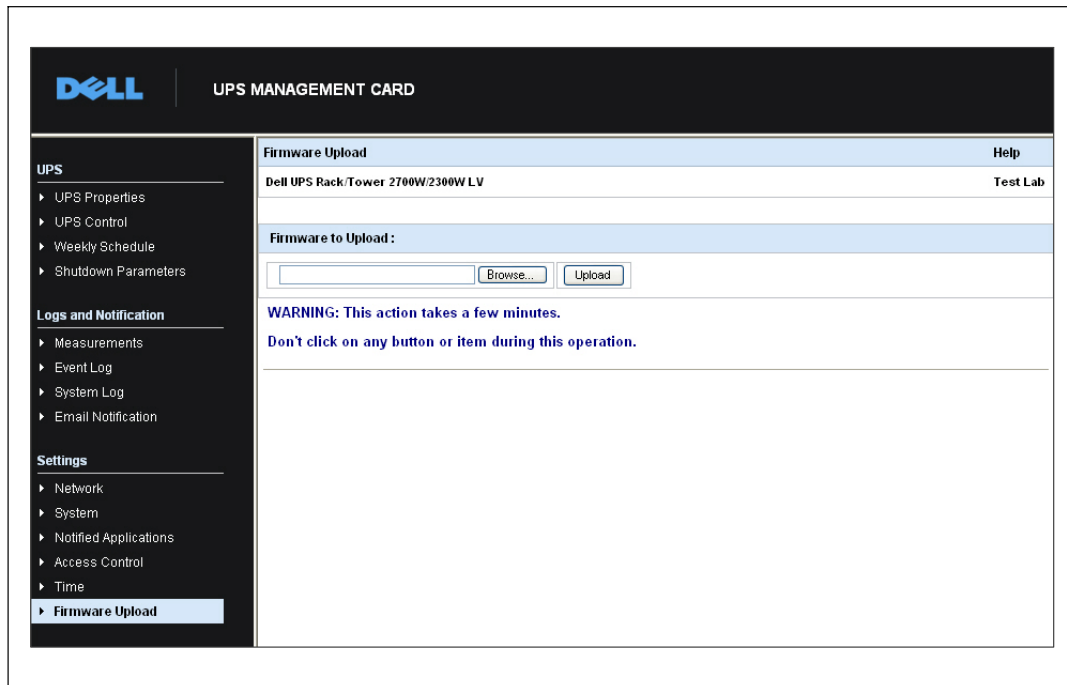 DELL
UPS MANAGEMENT CARD
UPS
UPS Properties
UPS Control
Weekly Schedule
Shutdown Parameters
Logs and Notification
Measurements
Event Log
System Log
Email Notification
Settings
Network
System
Notified Applications
Access Control
Time
Firmware Upload
Firmware Upload Help
Dell UPS Rack/Tower 2700W/2300W LV Test Lab
Firmware to Upload :
Browse... Upload
WARNING: This action takes a few minutes.
Don't click on any button or item during this operation.